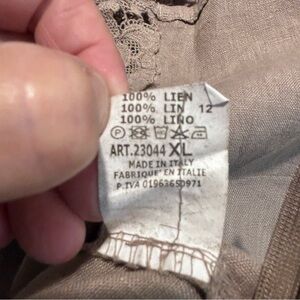 100% LIEN
100% LIN 12
100% LINO
ART.23044 XL
MADE IN ITALY
FABRIQUE' EN ITALIE
P.IVA 01963650971